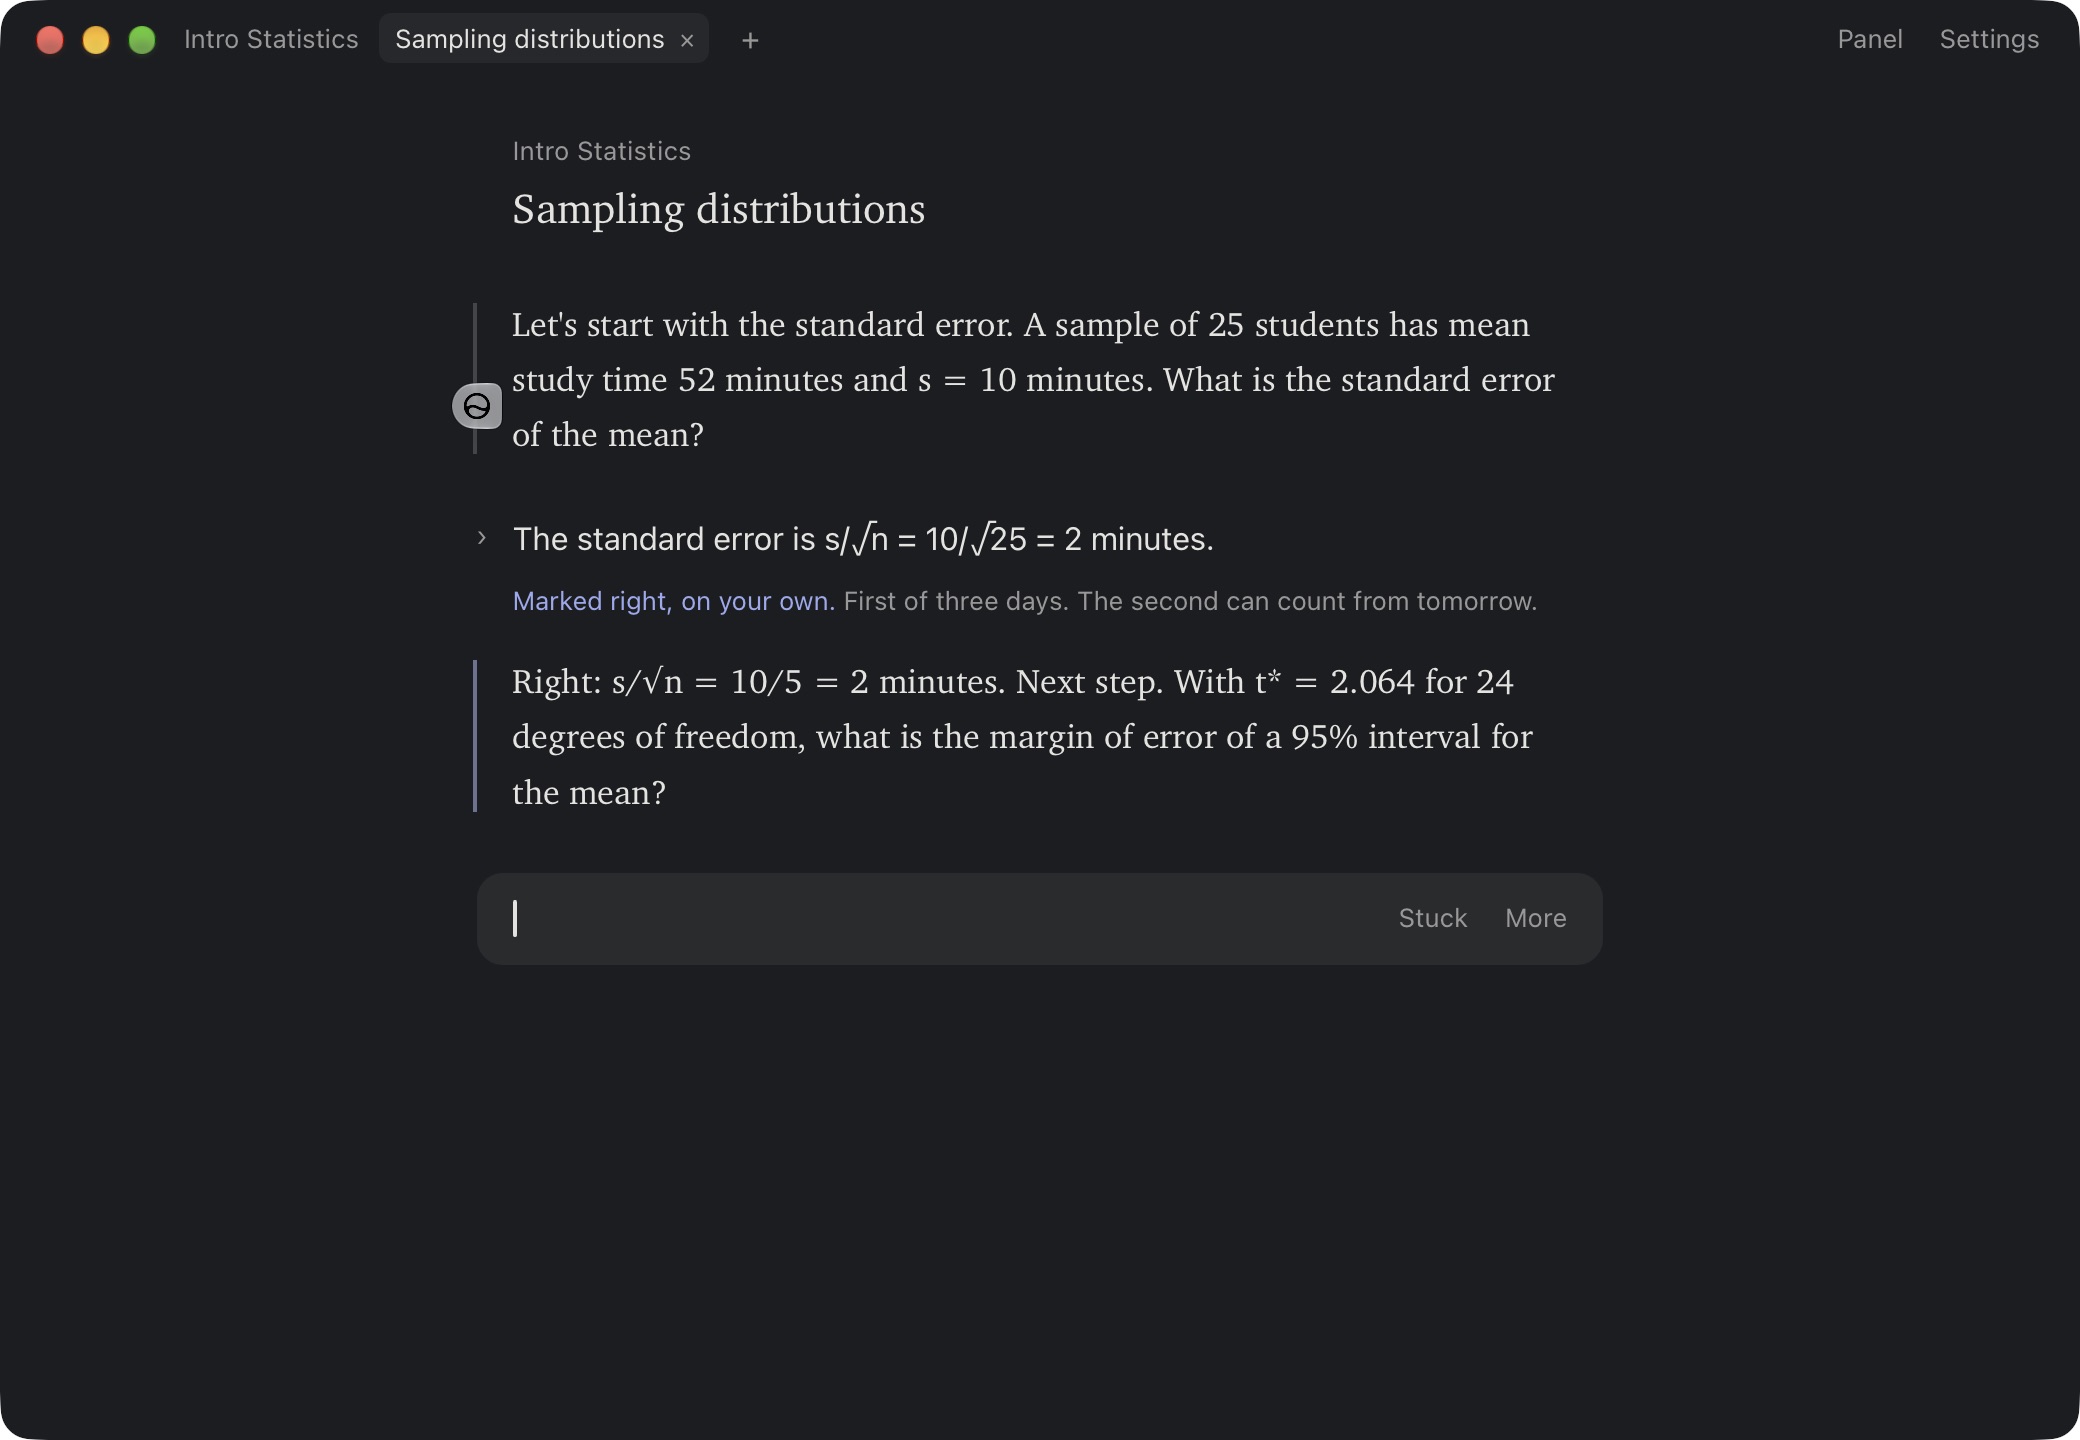 Intro Statistics
Sampling distributions ×
+
Panel
Settings
Intro Statistics
Sampling distributions
Let's start with the standard error. A sample of 25 students has mean
study time 52 minutes and s = 10 minutes. What is the standard error
of the mean?
› The standard error is s/√n = 10/√25 = 2 minutes.
Marked right, on your own. First of three days. The second can count from tomorrow.
Right: s/√n = 10/5 = 2 minutes. Next step. With t* = 2.064 for 24
degrees of freedom, what is the margin of error of a 95% interval for
the mean?
Stuck
More